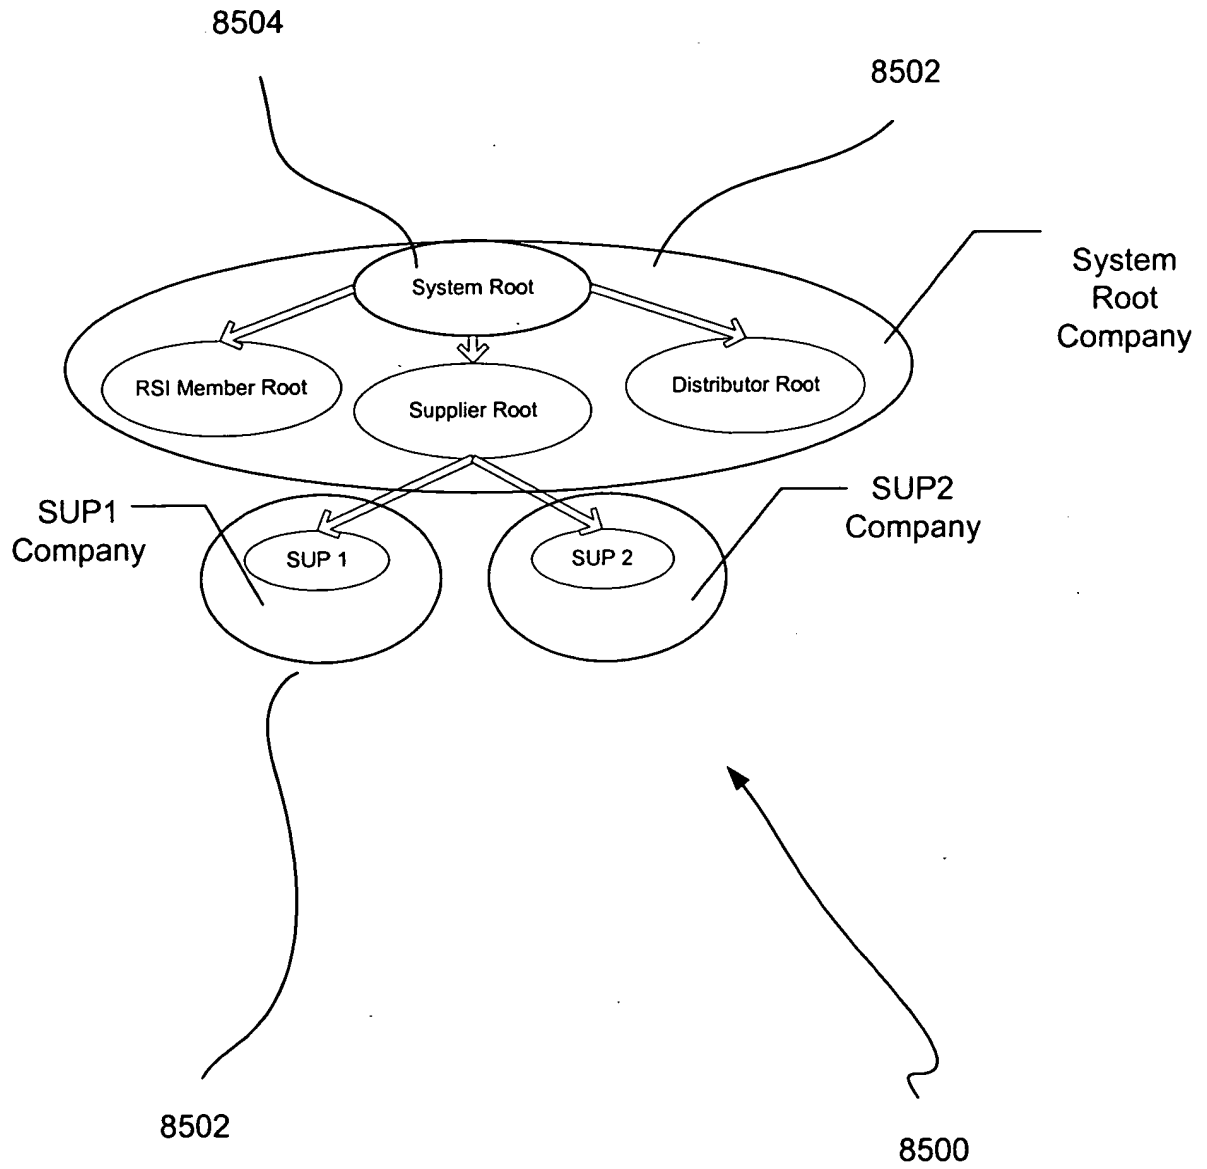 8504
8502
System
Root
Company
System Root
RSI Member Root
Supplier Root
Distributor Root
SUP1
Company
SUP2
Company
SUP 1
SUP 2
8502
8500